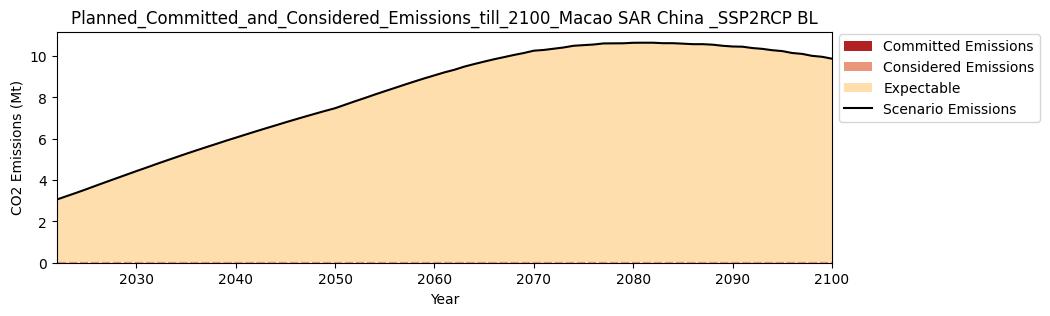 Planned_Committed_and_Considered_Emissions_till_2100_Macao SAR China _SSP2RCP BL
CO2 Emissions (Mt)
10
8
6
4
2
0
2030 2040 2050 2060 2070 2080 2090 2100
Year
Committed Emissions
Considered Emissions
Expectable
Scenario Emissions